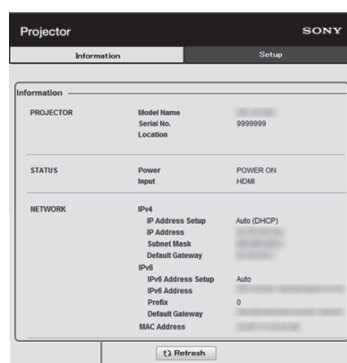 Projector SONY
Information Setup
Information
PROJECTOR Model Name
Serial No. 9999999
Location
STATUS Power POWER ON
Input HDMI
NETWORK IPv4
IP Address Setup Auto (DHCP)
IP Address
Subnet Mask
Default Gateway
IPv6
IPv6 Address Setup Auto
IPv6 Address
Prefix 0
Default Gateway
MAC Address
Refresh